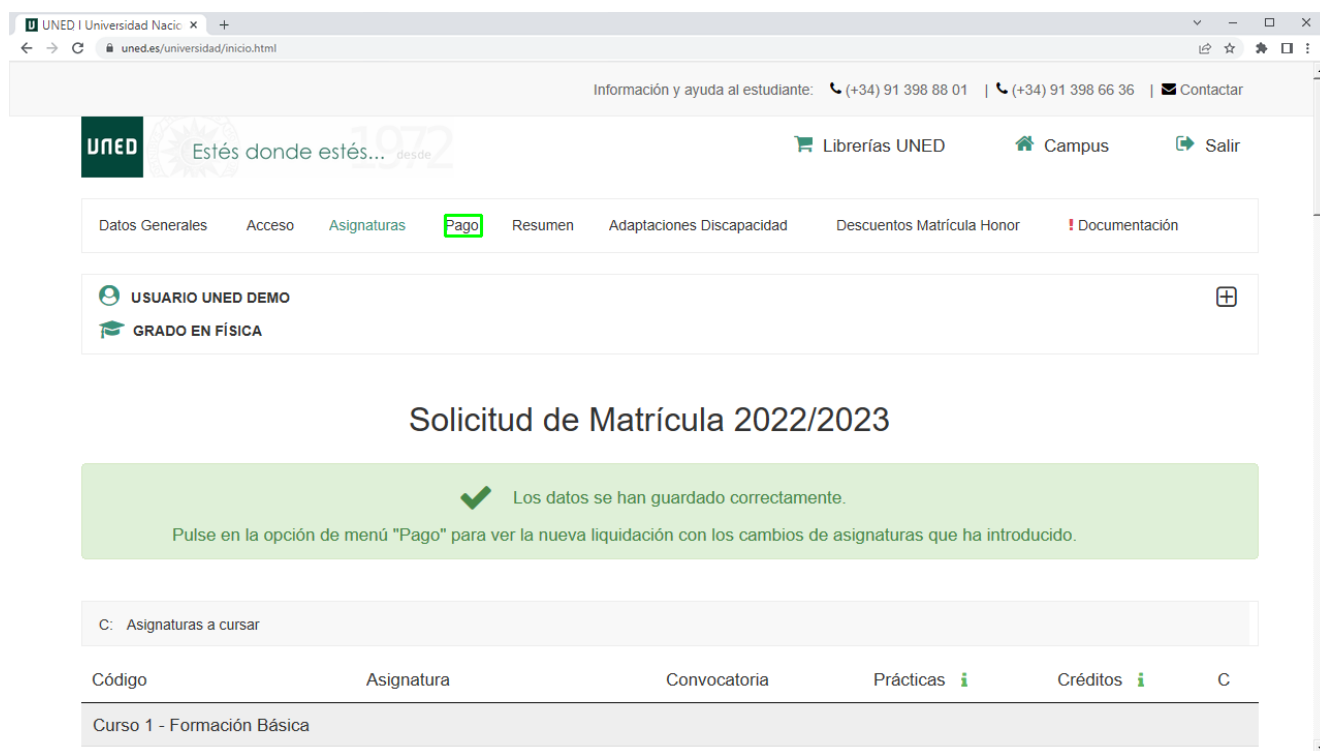 UNED I Universidad Nacic
uned.es/universidad/inicio.html
Información y ayuda al estudiante: (+34) 91 398 88 01 | (+34) 91 398 66 36 | Contactar
UNED Estés donde estés... desde 1972 Librerías UNED Campus Salir
Datos Generales Acceso Asignaturas Pago Resumen Adaptaciones Discapacidad Descuentos Matrícula Honor ! Documentación
USUARIO UNED DEMO
GRADO EN FÍSICA
Solicitud de Matrícula 2022/2023
Los datos se han guardado correctamente.
Pulse en la opción de menú "Pago" para ver la nueva liquidación con los cambios de asignaturas que ha introducido.
C: Asignaturas a cursar
Código Asignatura Convocatoria Prácticas i Créditos i C
Curso 1 - Formación Básica